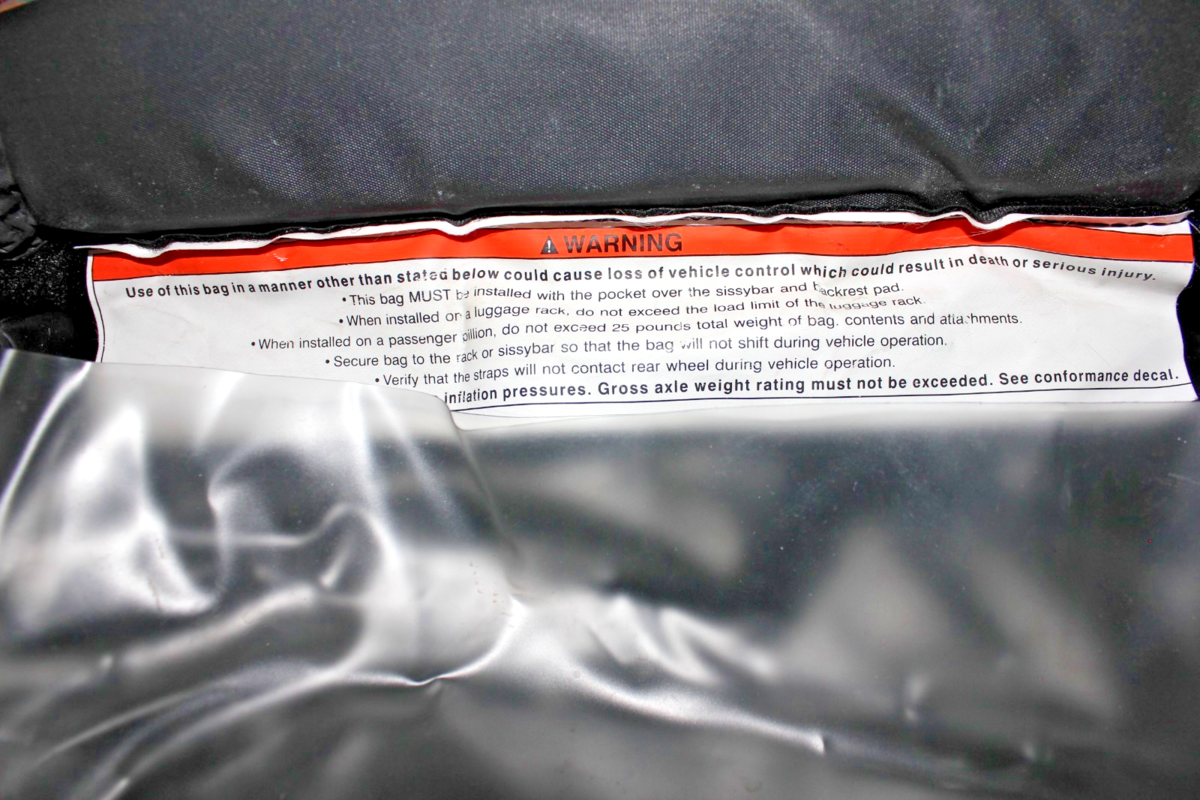 ⚠ WARNING
Use of this bag in a manner other than stated below could cause loss of vehicle control which could result in death or serious injury.
• This bag MUST be installed with the pocket over the sissybar and backrest pad.
• When installed on a luggage rack, do not exceed the load limit of the luggage rack.
• When installed on a passenger pillion, do not exceed 25 pounds total weight of bag. contents and attachments.
• Secure bag to the rack or sissybar so that the bag will not shift during vehicle operation.
• Verify that the straps will not contact rear wheel during vehicle operation.
inflation pressures. Gross axle weight rating must not be exceeded. See conformance decal.